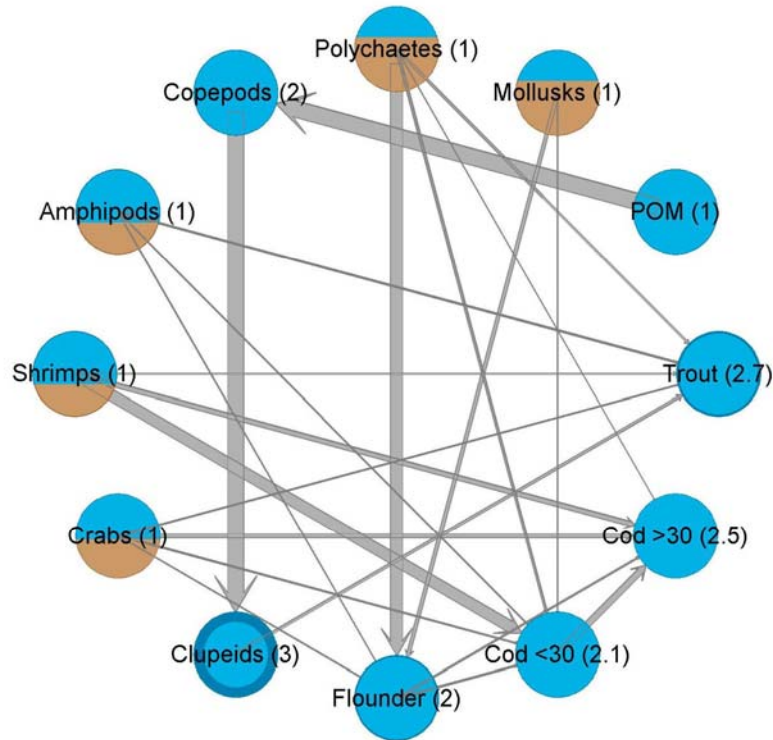 Polychaetes (1)
Copepods (2)
Mollusks (1)
Amphipods (1)
POM (1)
Shrimps (1)
Trout (2.7)
Crabs (1)
Cod >30 (2.5)
Clupeids (3)
Cod <30 (2.1)
Flounder (2)